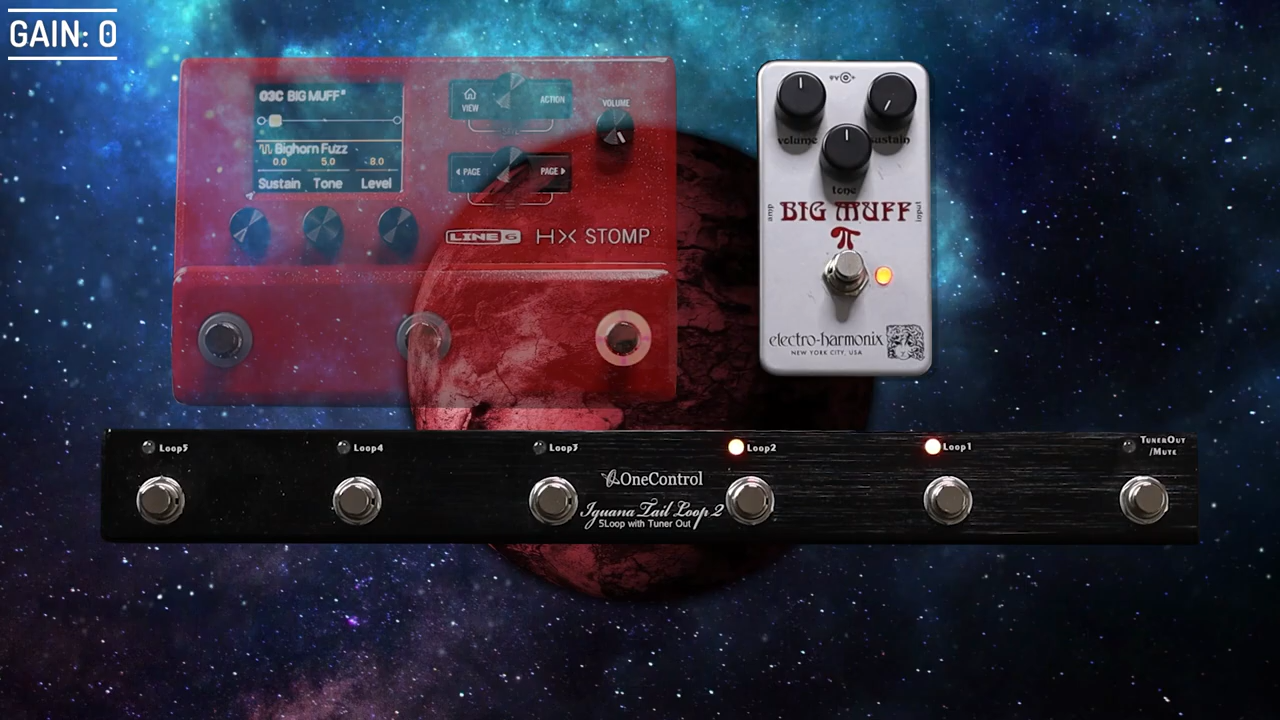 GAIN: 0
03C BIG MUFF
Bighorn Fuzz
0.0 5.0 -8.0
Sustain Tone Level
VIEW
ACTION
PAGE
PAGE
VOLUME
LINE 6 HX STOMP
9V
volume
sustain
tone
amp
input
BIG MUFF
π
electro-harmonix
NEW YORK CITY, USA
Loop5
Loop4
Loop3
Loop2
Loop1
TunerOut
/Mute
OneControl
Iguana Tail Loop 2
5Loop with Tuner Out